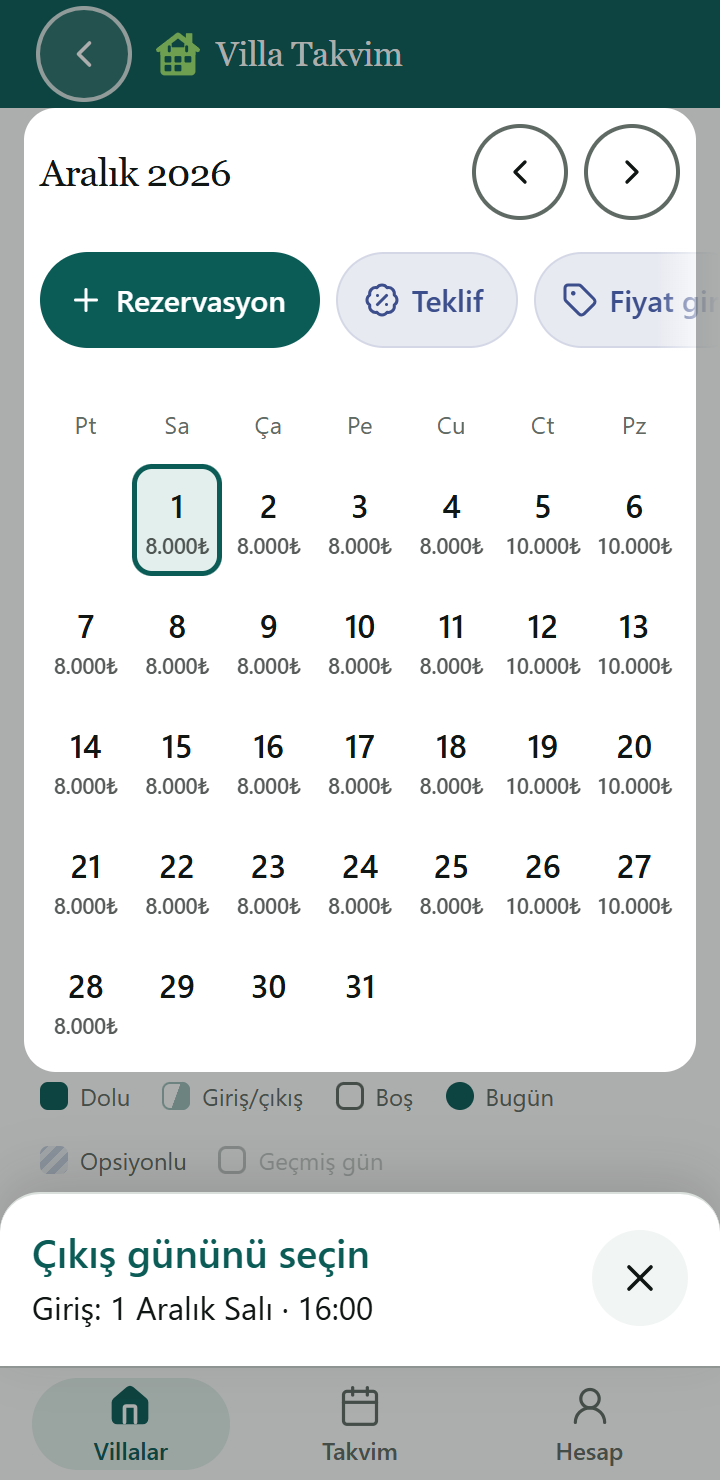 Villa Takvim
Aralık 2026
Rezervasyon
Teklif
Fiyat gir
Pt Sa Ça Pe Cu Ct Pz
1 2 3 4 5 6
8.000₺ 8.000₺ 8.000₺ 8.000₺ 10.000₺ 10.000₺
7 8 9 10 11 12 13
8.000₺ 8.000₺ 8.000₺ 8.000₺ 8.000₺ 10.000₺ 10.000₺
14 15 16 17 18 19 20
8.000₺ 8.000₺ 8.000₺ 8.000₺ 8.000₺ 10.000₺ 10.000₺
21 22 23 24 25 26 27
8.000₺ 8.000₺ 8.000₺ 8.000₺ 8.000₺ 10.000₺ 10.000₺
28 29 30 31
8.000₺
Dolu Giriş/çıkış Boş Bugün
Opsiyonlu Geçmiş gün
Çıkış gününü seçin
Giriş: 1 Aralık Salı · 16:00
Villalar Takvim Hesap